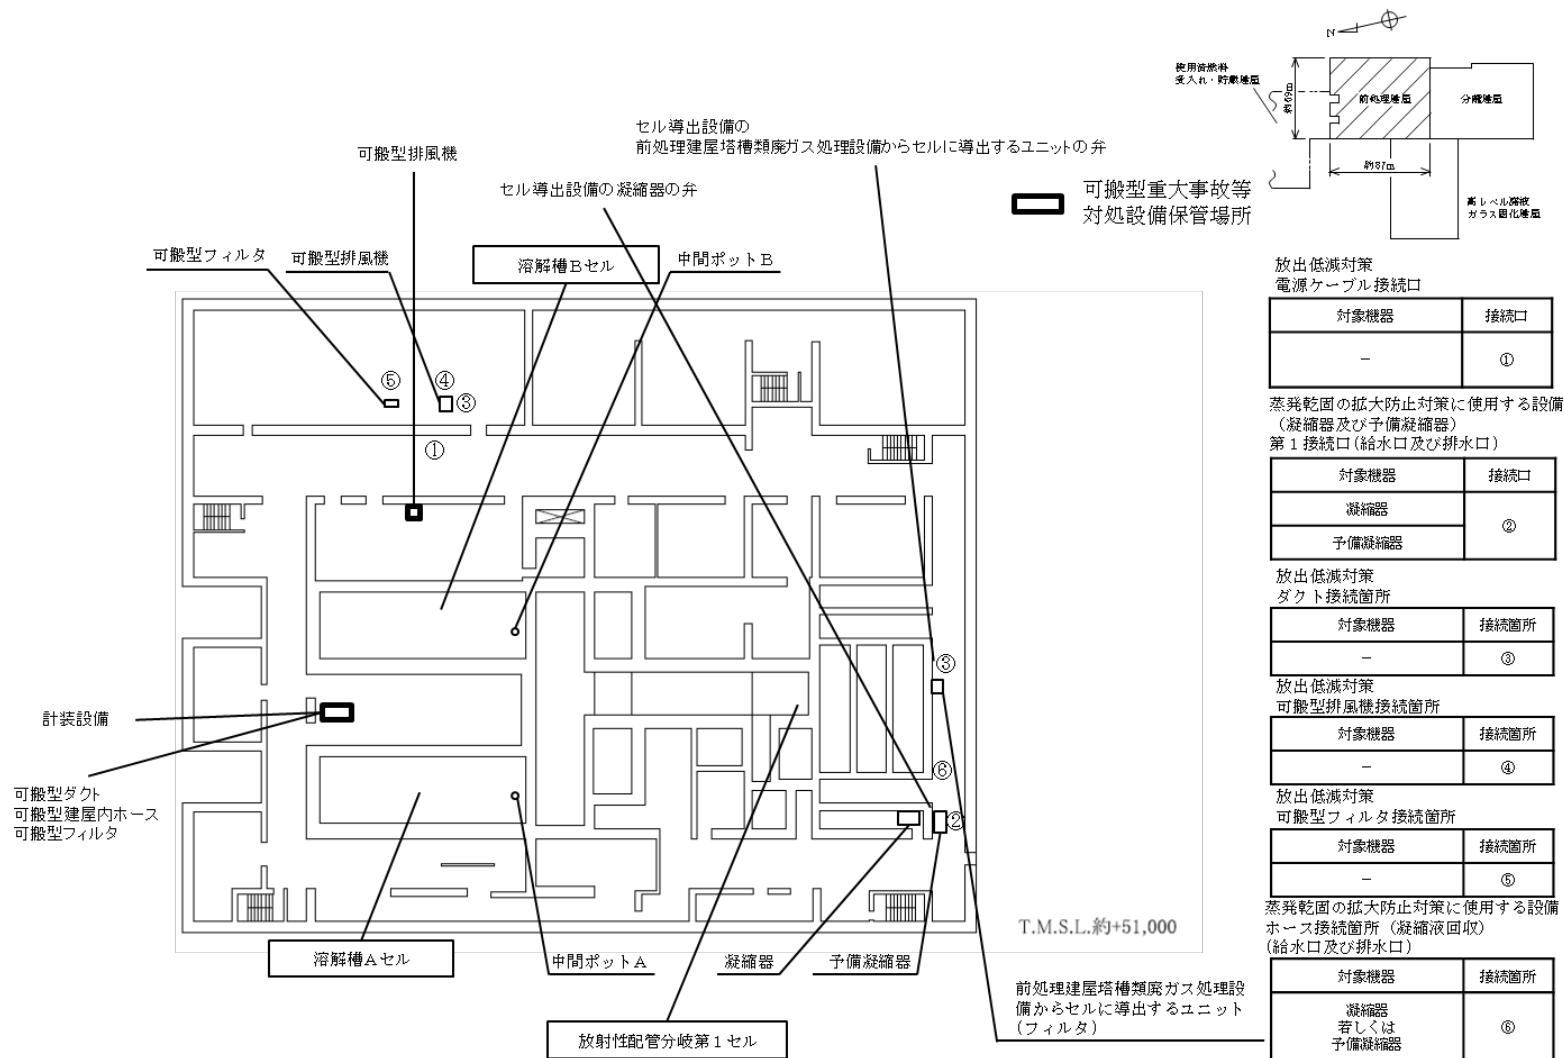 N
使用済燃料
受入れ・貯蔵建屋
約69m
前処理建屋
分離建屋
約87m
高レベル廃液
ガラス固化建屋
セル導出設備の
前処理建屋塔槽類廃ガス処理設備からセルに導出するユニットの弁
可搬型排風機
セル導出設備の凝縮器の弁
可搬型重大事故等
対処設備保管場所
可搬型フィルタ
可搬型排風機
溶解槽Bセル
中間ポットB
⑤
④
③
①
③
⑥
②
計装設備
可搬型ダクト
可搬型建屋内ホース
可搬型フィルタ
T.M.S.L.約+51,000
溶解槽Aセル
中間ポットA
凝縮器
予備凝縮器
放射性配管分岐第1セル
前処理建屋塔槽類廃ガス処理設
備からセルに導出するユニット
(フィルタ)
放出低減対策
電源ケーブル接続口
対象機器 接続口
－ ①
蒸発乾固の拡大防止対策に使用する設備
（凝縮器及び予備凝縮器）
第1接続口(給水口及び排水口)
対象機器 接続口
凝縮器 ②
予備凝縮器
放出低減対策
ダクト接続箇所
対象機器 接続箇所
－ ③
放出低減対策
可搬型排風機接続箇所
対象機器 接続箇所
－ ④
放出低減対策
可搬型フィルタ接続箇所
対象機器 接続箇所
－ ⑤
蒸発乾固の拡大防止対策に使用する設備
ホース接続箇所（凝縮液回収）
(給水口及び排水口)
対象機器 接続箇所
凝縮器
若しくは
予備凝縮器 ⑥